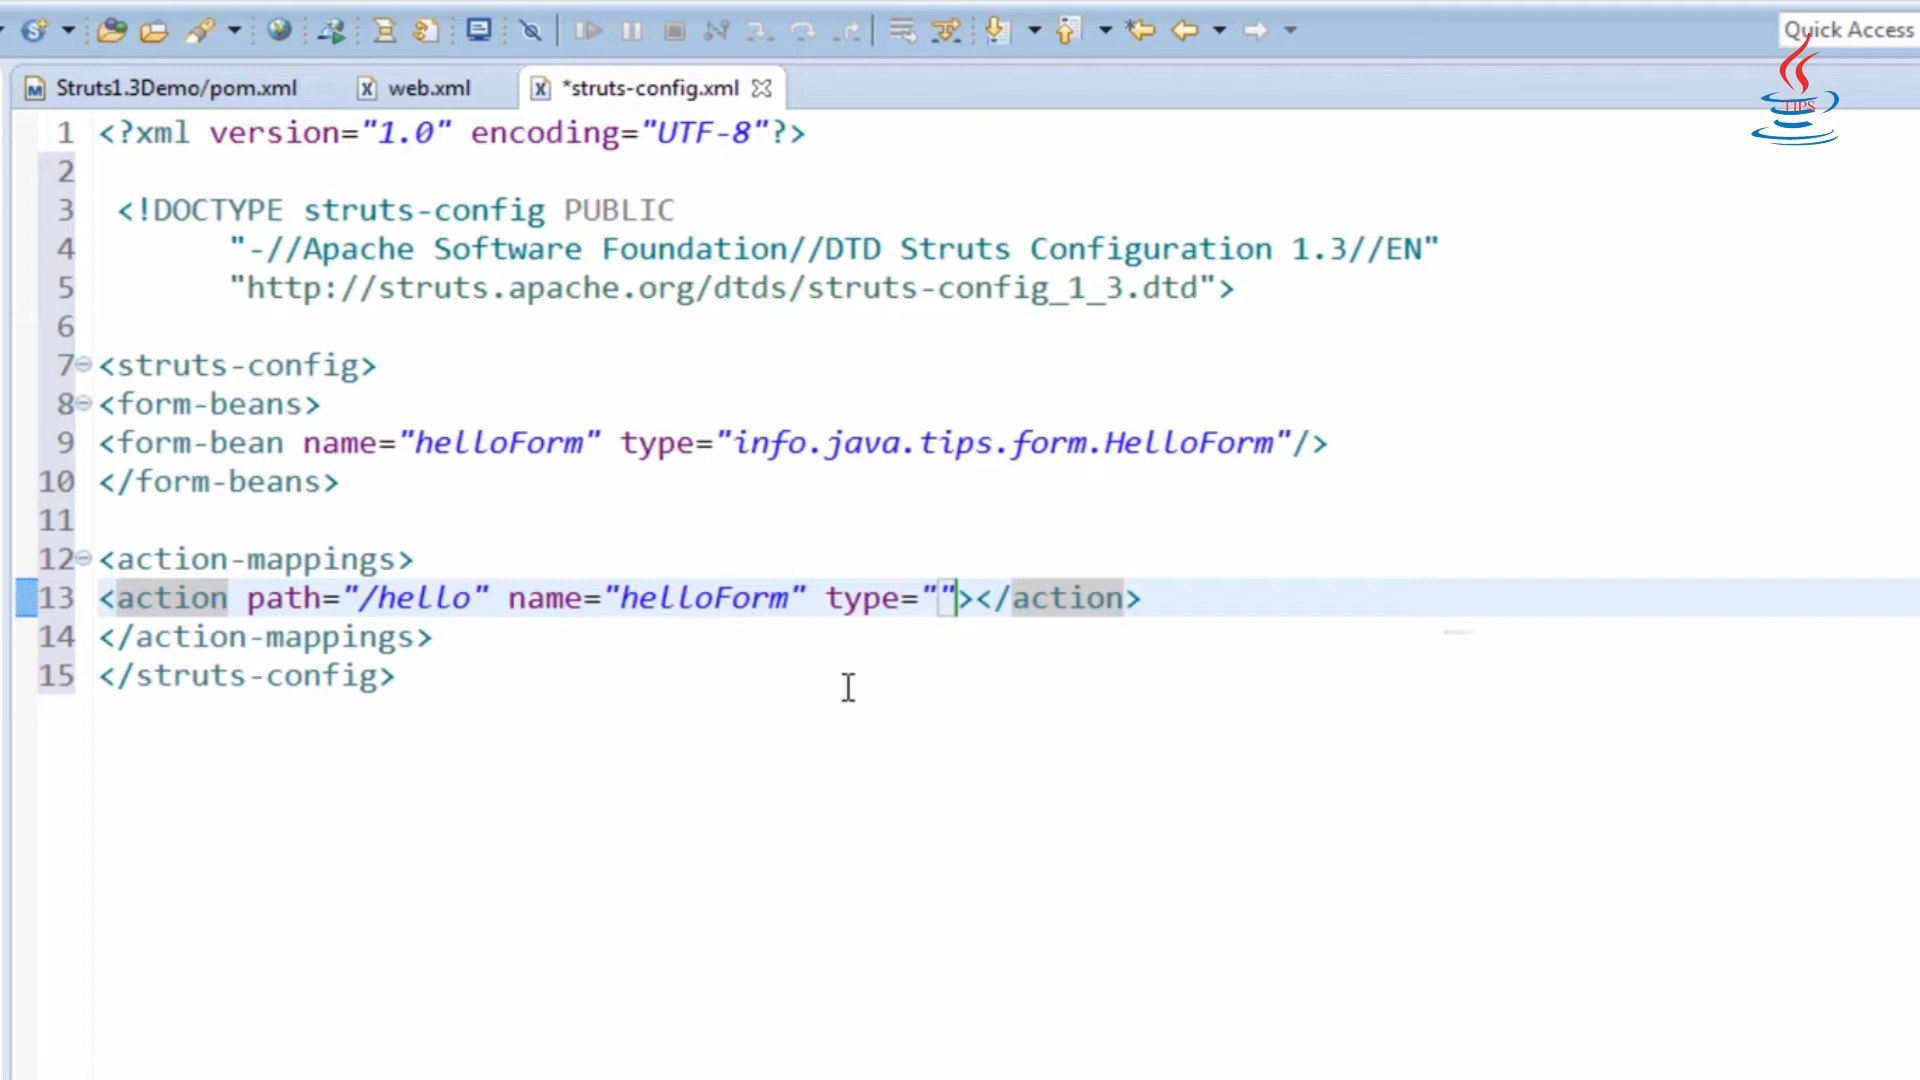 Quick Access
TIPS
Struts1.3Demo/pom.xml web.xml *struts-config.xml
1 <?xml version="1.0" encoding="UTF-8"?>
2
3 <!DOCTYPE struts-config PUBLIC
4 "-//Apache Software Foundation//DTD Struts Configuration 1.3//EN"
5 "http://struts.apache.org/dtds/struts-config_1_3.dtd">
6
7 <struts-config>
8 <form-beans>
9 <form-bean name="helloForm" type="info.java.tips.form.HelloForm"/>
10 </form-beans>
11
12 <action-mappings>
13 <action path="/hello" name="helloForm" type=""></action>
14 </action-mappings>
15 </struts-config>